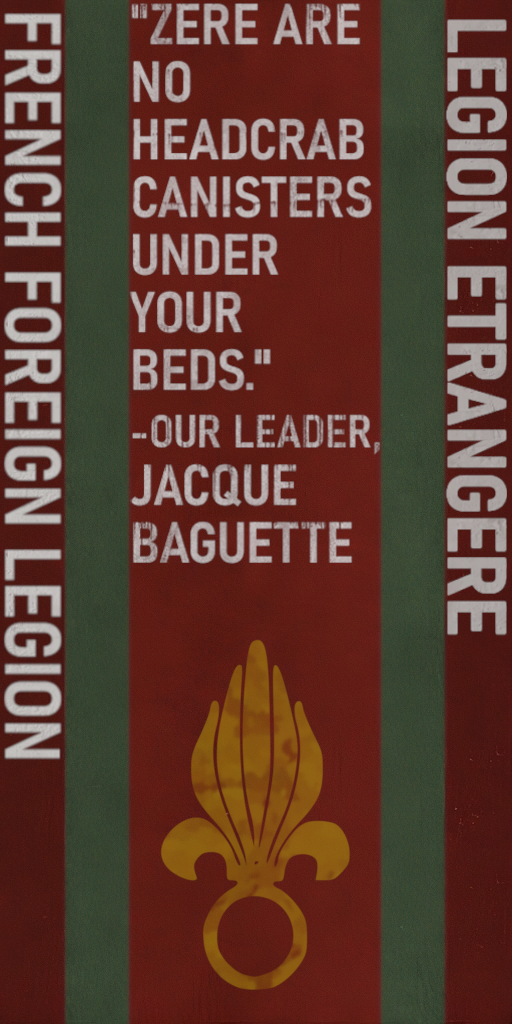 FRENCH FOREIGN LEGION
"ZERE ARE
NO
HEADCRAB
CANISTERS
UNDER
YOUR
BEDS."
-OUR LEADER,
JACQUE
BAGUETTE
LEGION ETRANGERE